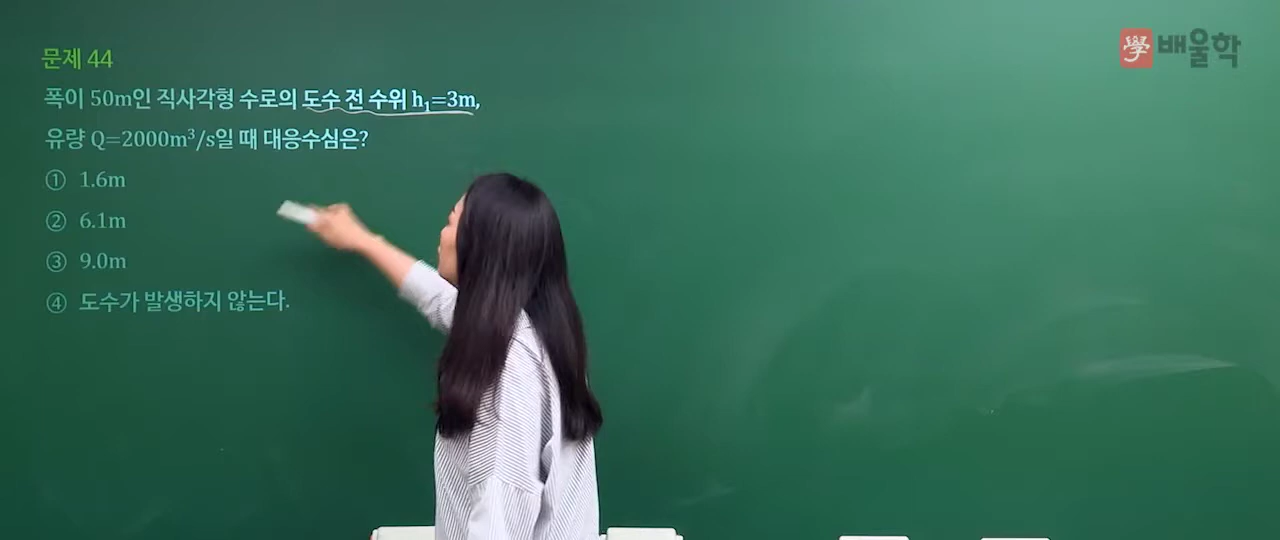 學 배울학
문제 44
폭이 50m인 직사각형 수로의 도수 전 수위 h₁=3m,
유량 Q=2000m³/s일 때 대응수심은?
① 1.6m
② 6.1m
③ 9.0m
④ 도수가 발생하지 않는다.